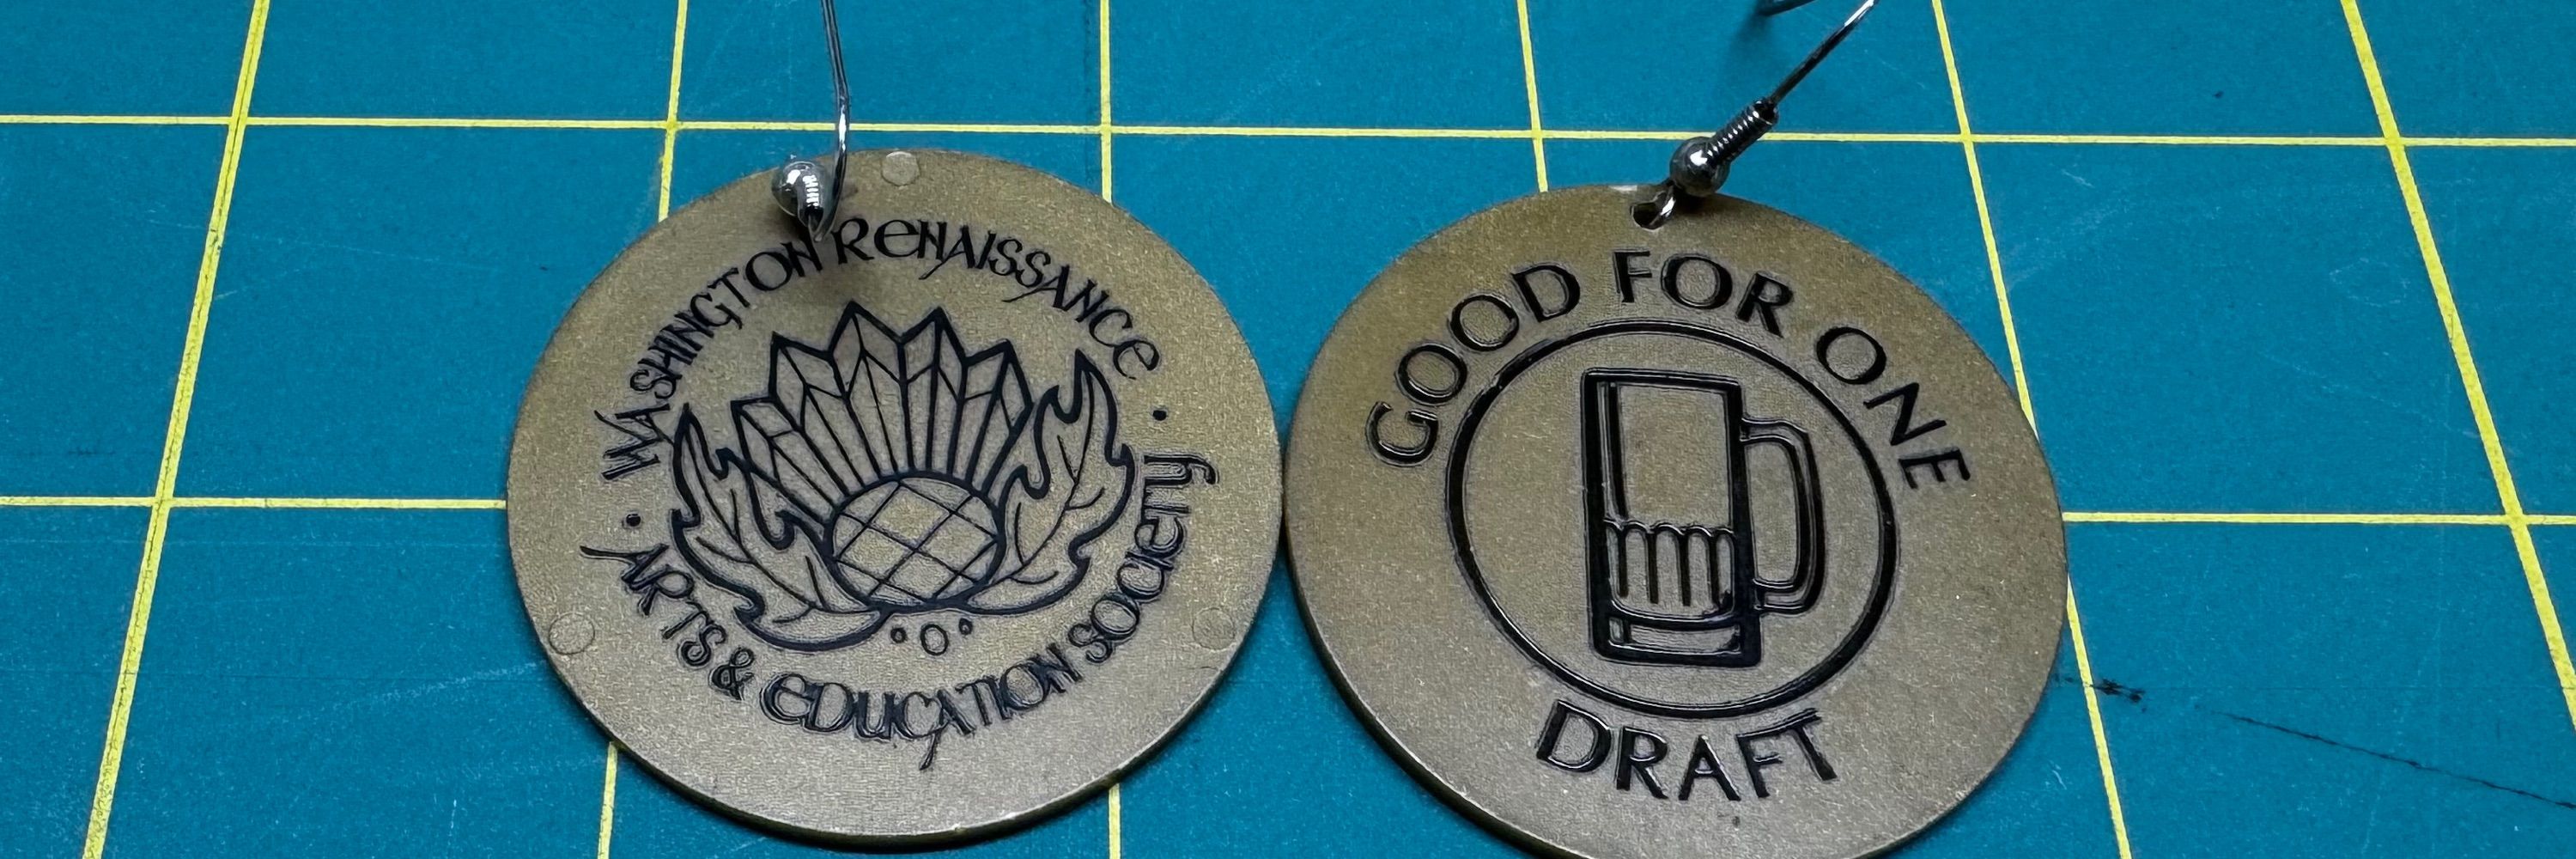 WASHINGTON RENAISSANCE
• ARTS & EDUCATION SOCIETY •
GOOD FOR ONE
DRAFT